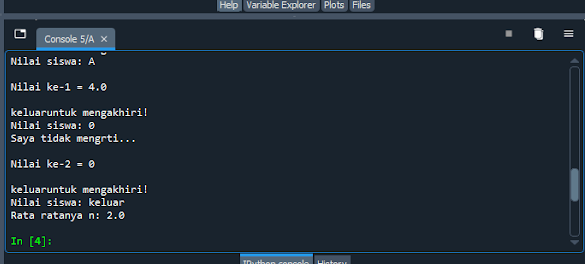 Help Variable Explorer Plots Files
Console 5/A
Nilai siswa: A
Nilai ke-1 = 4.0
keluaruntuk mengakhiri!
Nilai siswa: 0
Saya tidak mengrti...
Nilai ke-2 = 0
keluaruntuk mengakhiri!
Nilai siswa: keluar
Rata ratanya n: 2.0
In [4]:
IPython console History